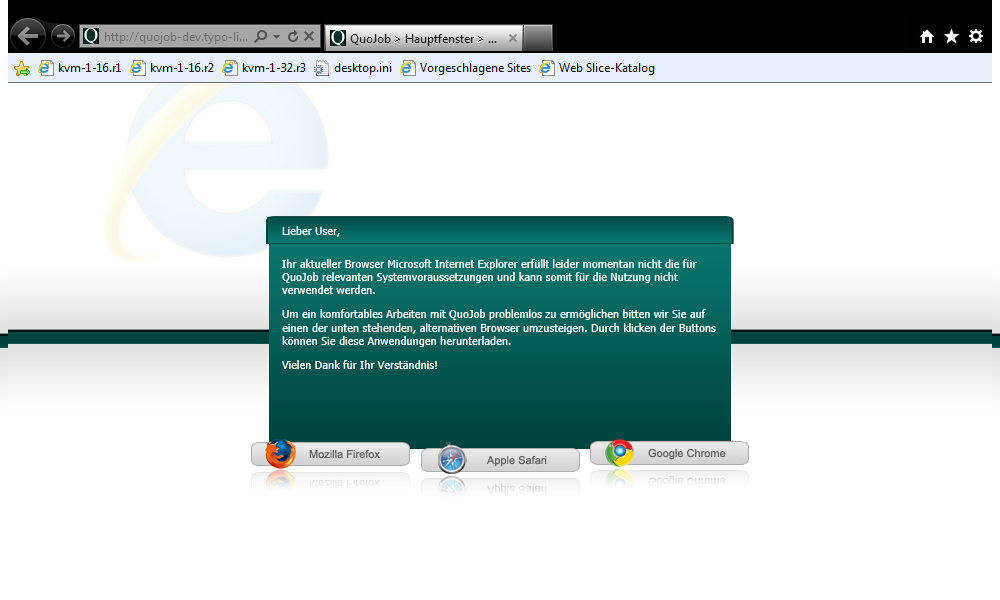 http://quojob-dev.typo-li...
QuoJob > Hauptfenster > ...
kvm-1-16.r1
kvm-1-16.r2
kvm-1-32.r3
desktop.ini
Vorgeschlagene Sites
Web Slice-Katalog
Lieber User,
Ihr aktueller Browser Microsoft Internet Explorer erfüllt leider momentan nicht die für
QuoJob relevanten Systemvoraussetzungen und kann somit für die Nutzung nicht
verwendet werden.
Um ein komfortables Arbeiten mit QuoJob problemlos zu ermöglichen bitten wir Sie auf
einen der unten stehenden, alternativen Browser umzusteigen. Durch klicken der Buttons
können Sie diese Anwendungen herunterladen.
Vielen Dank für Ihr Verständnis!
Mozilla Firefox
Apple Safari
Google Chrome